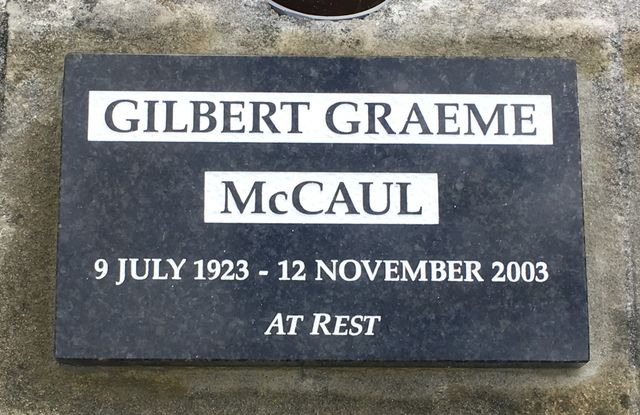 GILBERT GRAEME
McCAUL
9 JULY 1923 - 12 NOVEMBER 2003
AT REST